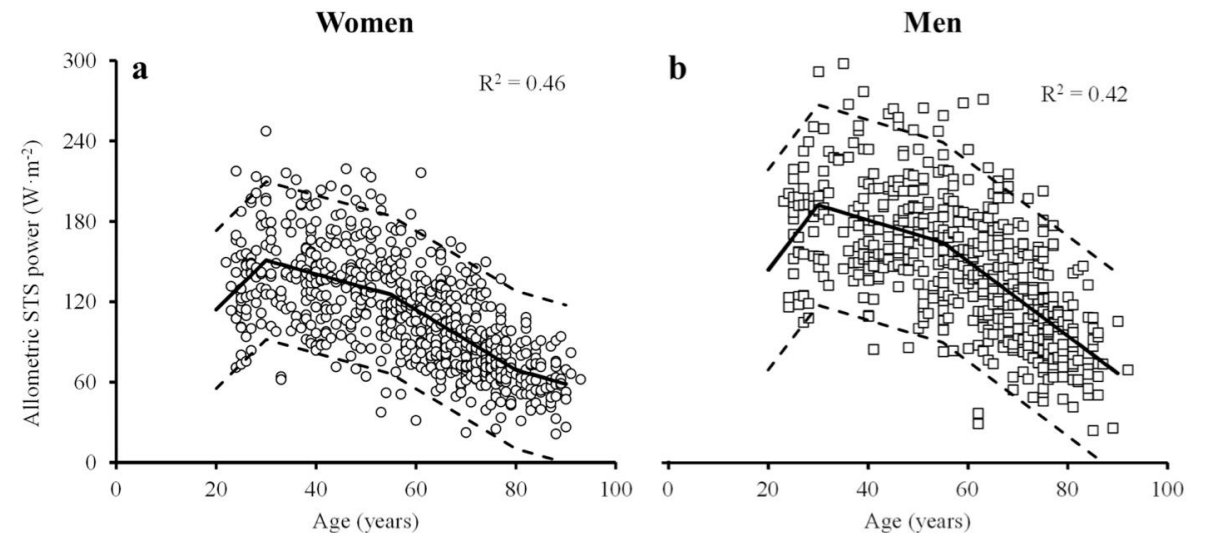 Women
Men
a
b
R² = 0.46
R² = 0.42
Allometric STS power (W·m⁻²)
300
240
180
120
60
0
0 20 40 60 80 100
0 20 40 60 80 100
Age (years)
Age (years)